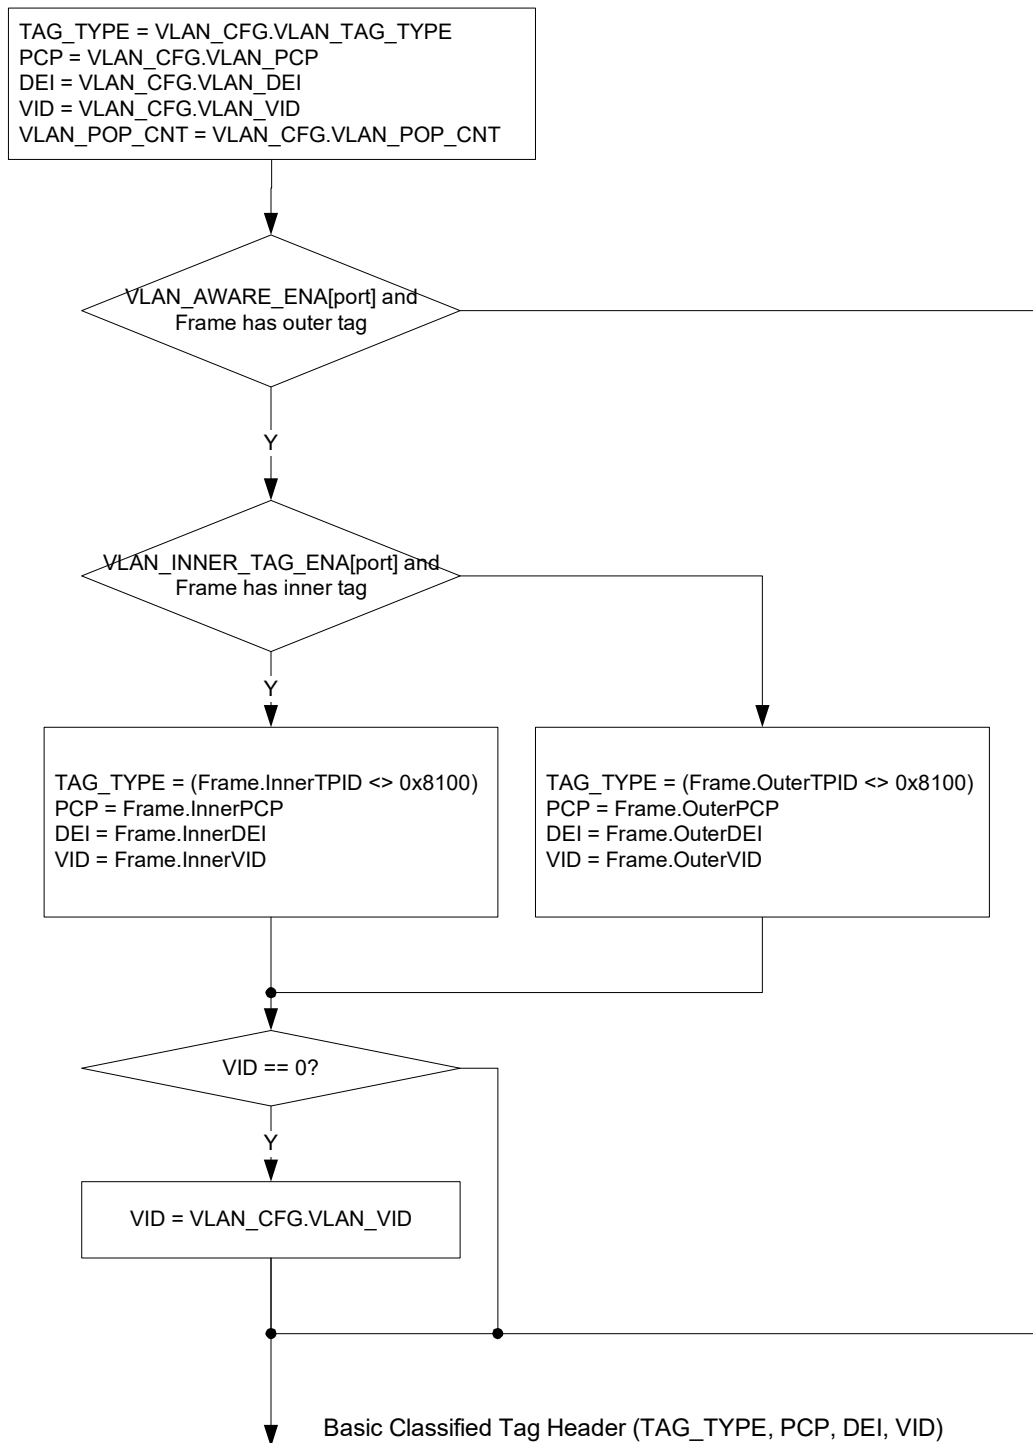 TAG_TYPE = VLAN_CFG.VLAN_TAG_TYPE
PCP = VLAN_CFG.VLAN_PCP
DEI = VLAN_CFG.VLAN_DEI
VID = VLAN_CFG.VLAN_VID
VLAN_POP_CNT = VLAN_CFG.VLAN_POP_CNT
VLAN_AWARE_ENA[port] and
Frame has outer tag
Y
VLAN_INNER_TAG_ENA[port] and
Frame has inner tag
Y
TAG_TYPE = (Frame.InnerTPID <> 0x8100)
PCP = Frame.InnerPCP
DEI = Frame.InnerDEI
VID = Frame.InnerVID
TAG_TYPE = (Frame.OuterTPID <> 0x8100)
PCP = Frame.OuterPCP
DEI = Frame.OuterDEI
VID = Frame.OuterVID
VID == 0?
Y
VID = VLAN_CFG.VLAN_VID
Basic Classified Tag Header (TAG_TYPE, PCP, DEI, VID)